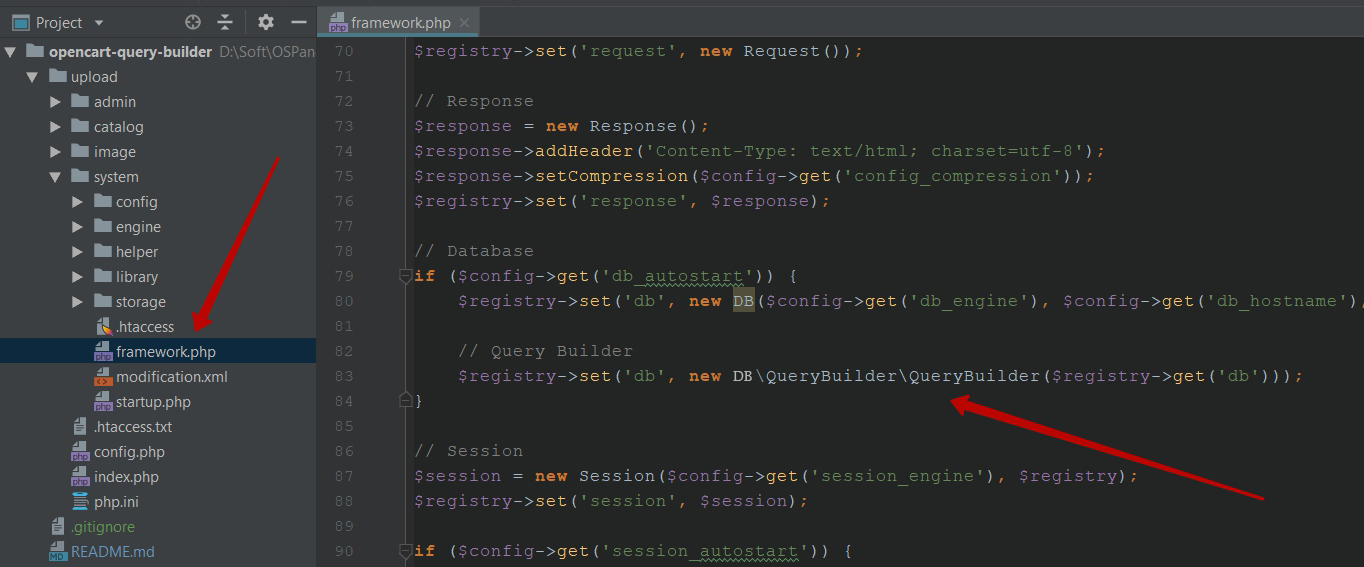 Project
opencart-query-builder D:\Soft\OSPan
upload
admin
catalog
image
system
config
engine
helper
library
storage
.htaccess
framework.php
modification.xml
startup.php
.htaccess.txt
config.php
index.php
php.ini
.gitignore
README.md
framework.php
70 $registry->set('request', new Request());
71
72 // Response
73 $response = new Response();
74 $response->addHeader('Content-Type: text/html; charset=utf-8');
75 $response->setCompression($config->get('config_compression'));
76 $registry->set('response', $response);
77
78 // Database
79 if ($config->get('db_autostart')) {
80 $registry->set('db', new DB($config->get('db_engine'), $config->get('db_hostname'),
81
82 // Query Builder
83 $registry->set('db', new DB\QueryBuilder\QueryBuilder($registry->get('db')));
84 }
85
86 // Session
87 $session = new Session($config->get('session_engine'), $registry);
88 $registry->set('session', $session);
89
90 if ($config->get('session_autostart')) {